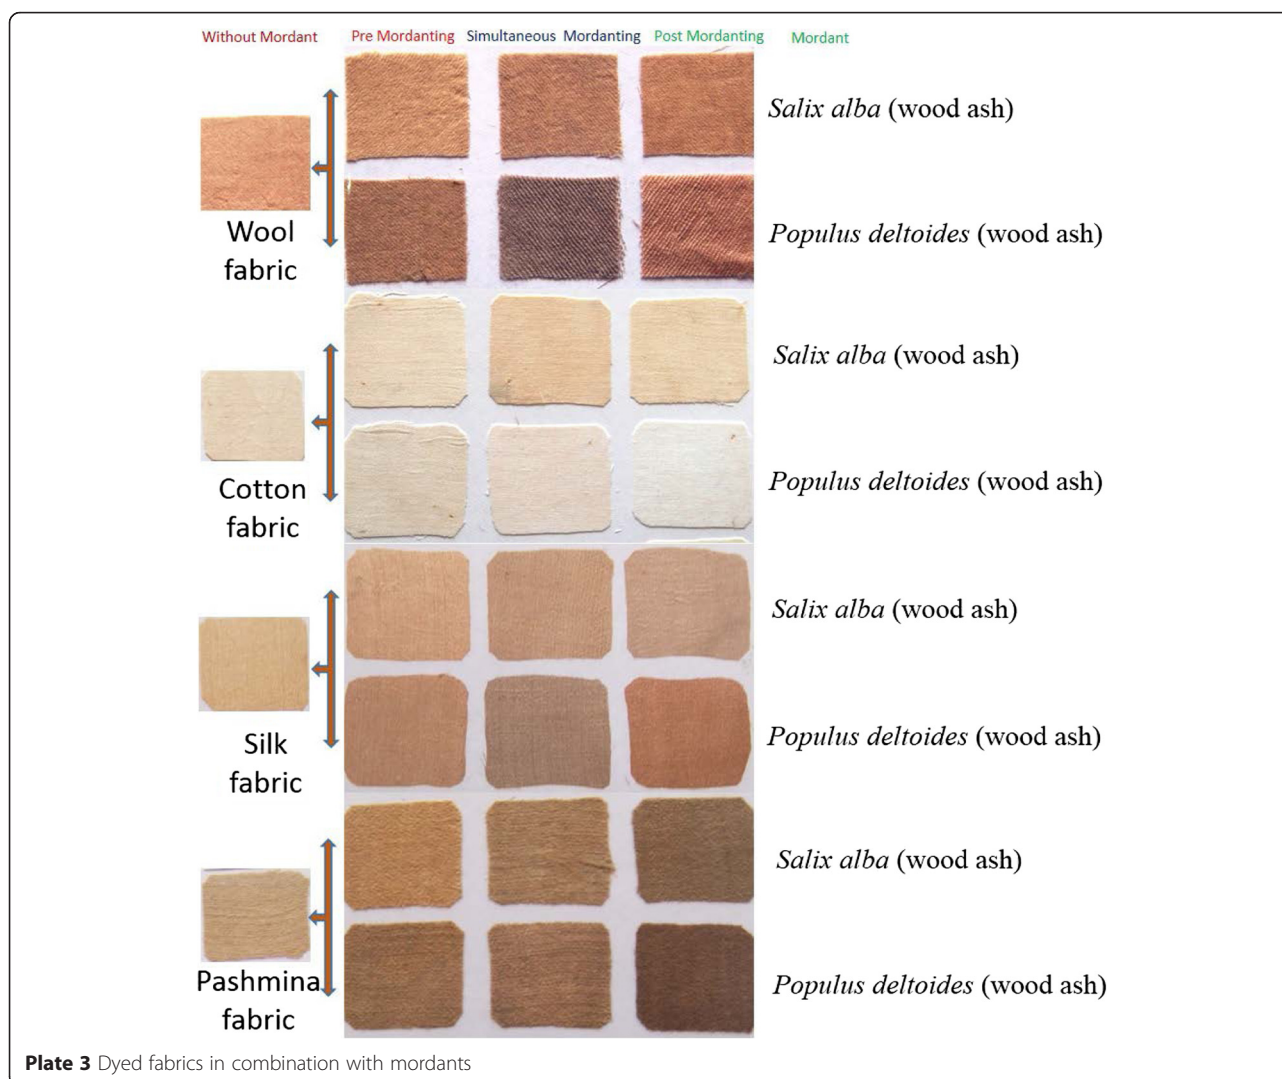 Without Mordant Pre Mordanting Simultaneous Mordanting Post Mordanting Mordant
Salix alba (wood ash)
Populus deltoides (wood ash)
Wool
fabric
Salix alba (wood ash)
Populus deltoides (wood ash)
Cotton
fabric
Salix alba (wood ash)
Populus deltoides (wood ash)
Silk
fabric
Salix alba (wood ash)
Populus deltoides (wood ash)
Pashmina
fabric
Plate 3 Dyed fabrics in combination with mordants